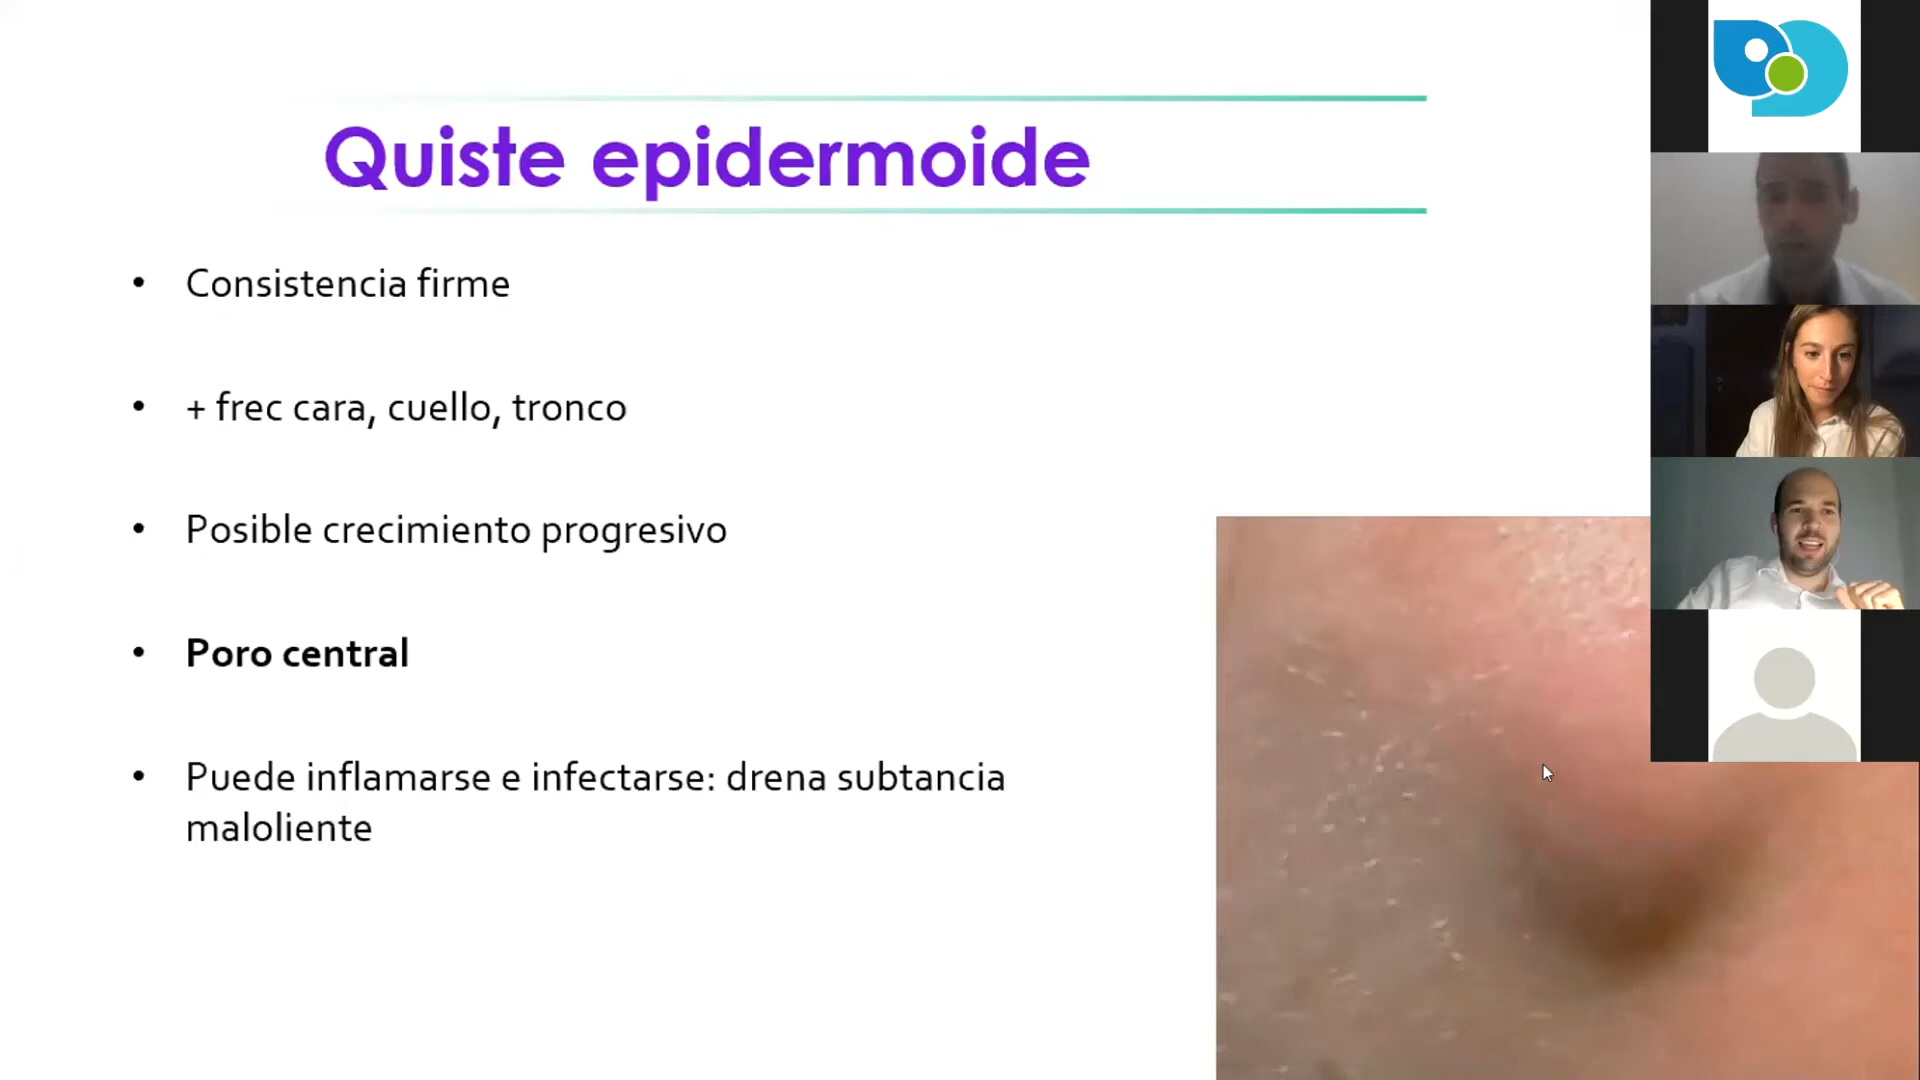 Quiste epidermoide
• Consistencia firme
• + frec cara, cuello, tronco
• Posible crecimiento progresivo
• Poro central
• Puede inflamarse e infectarse: drena subtancia
maloliente